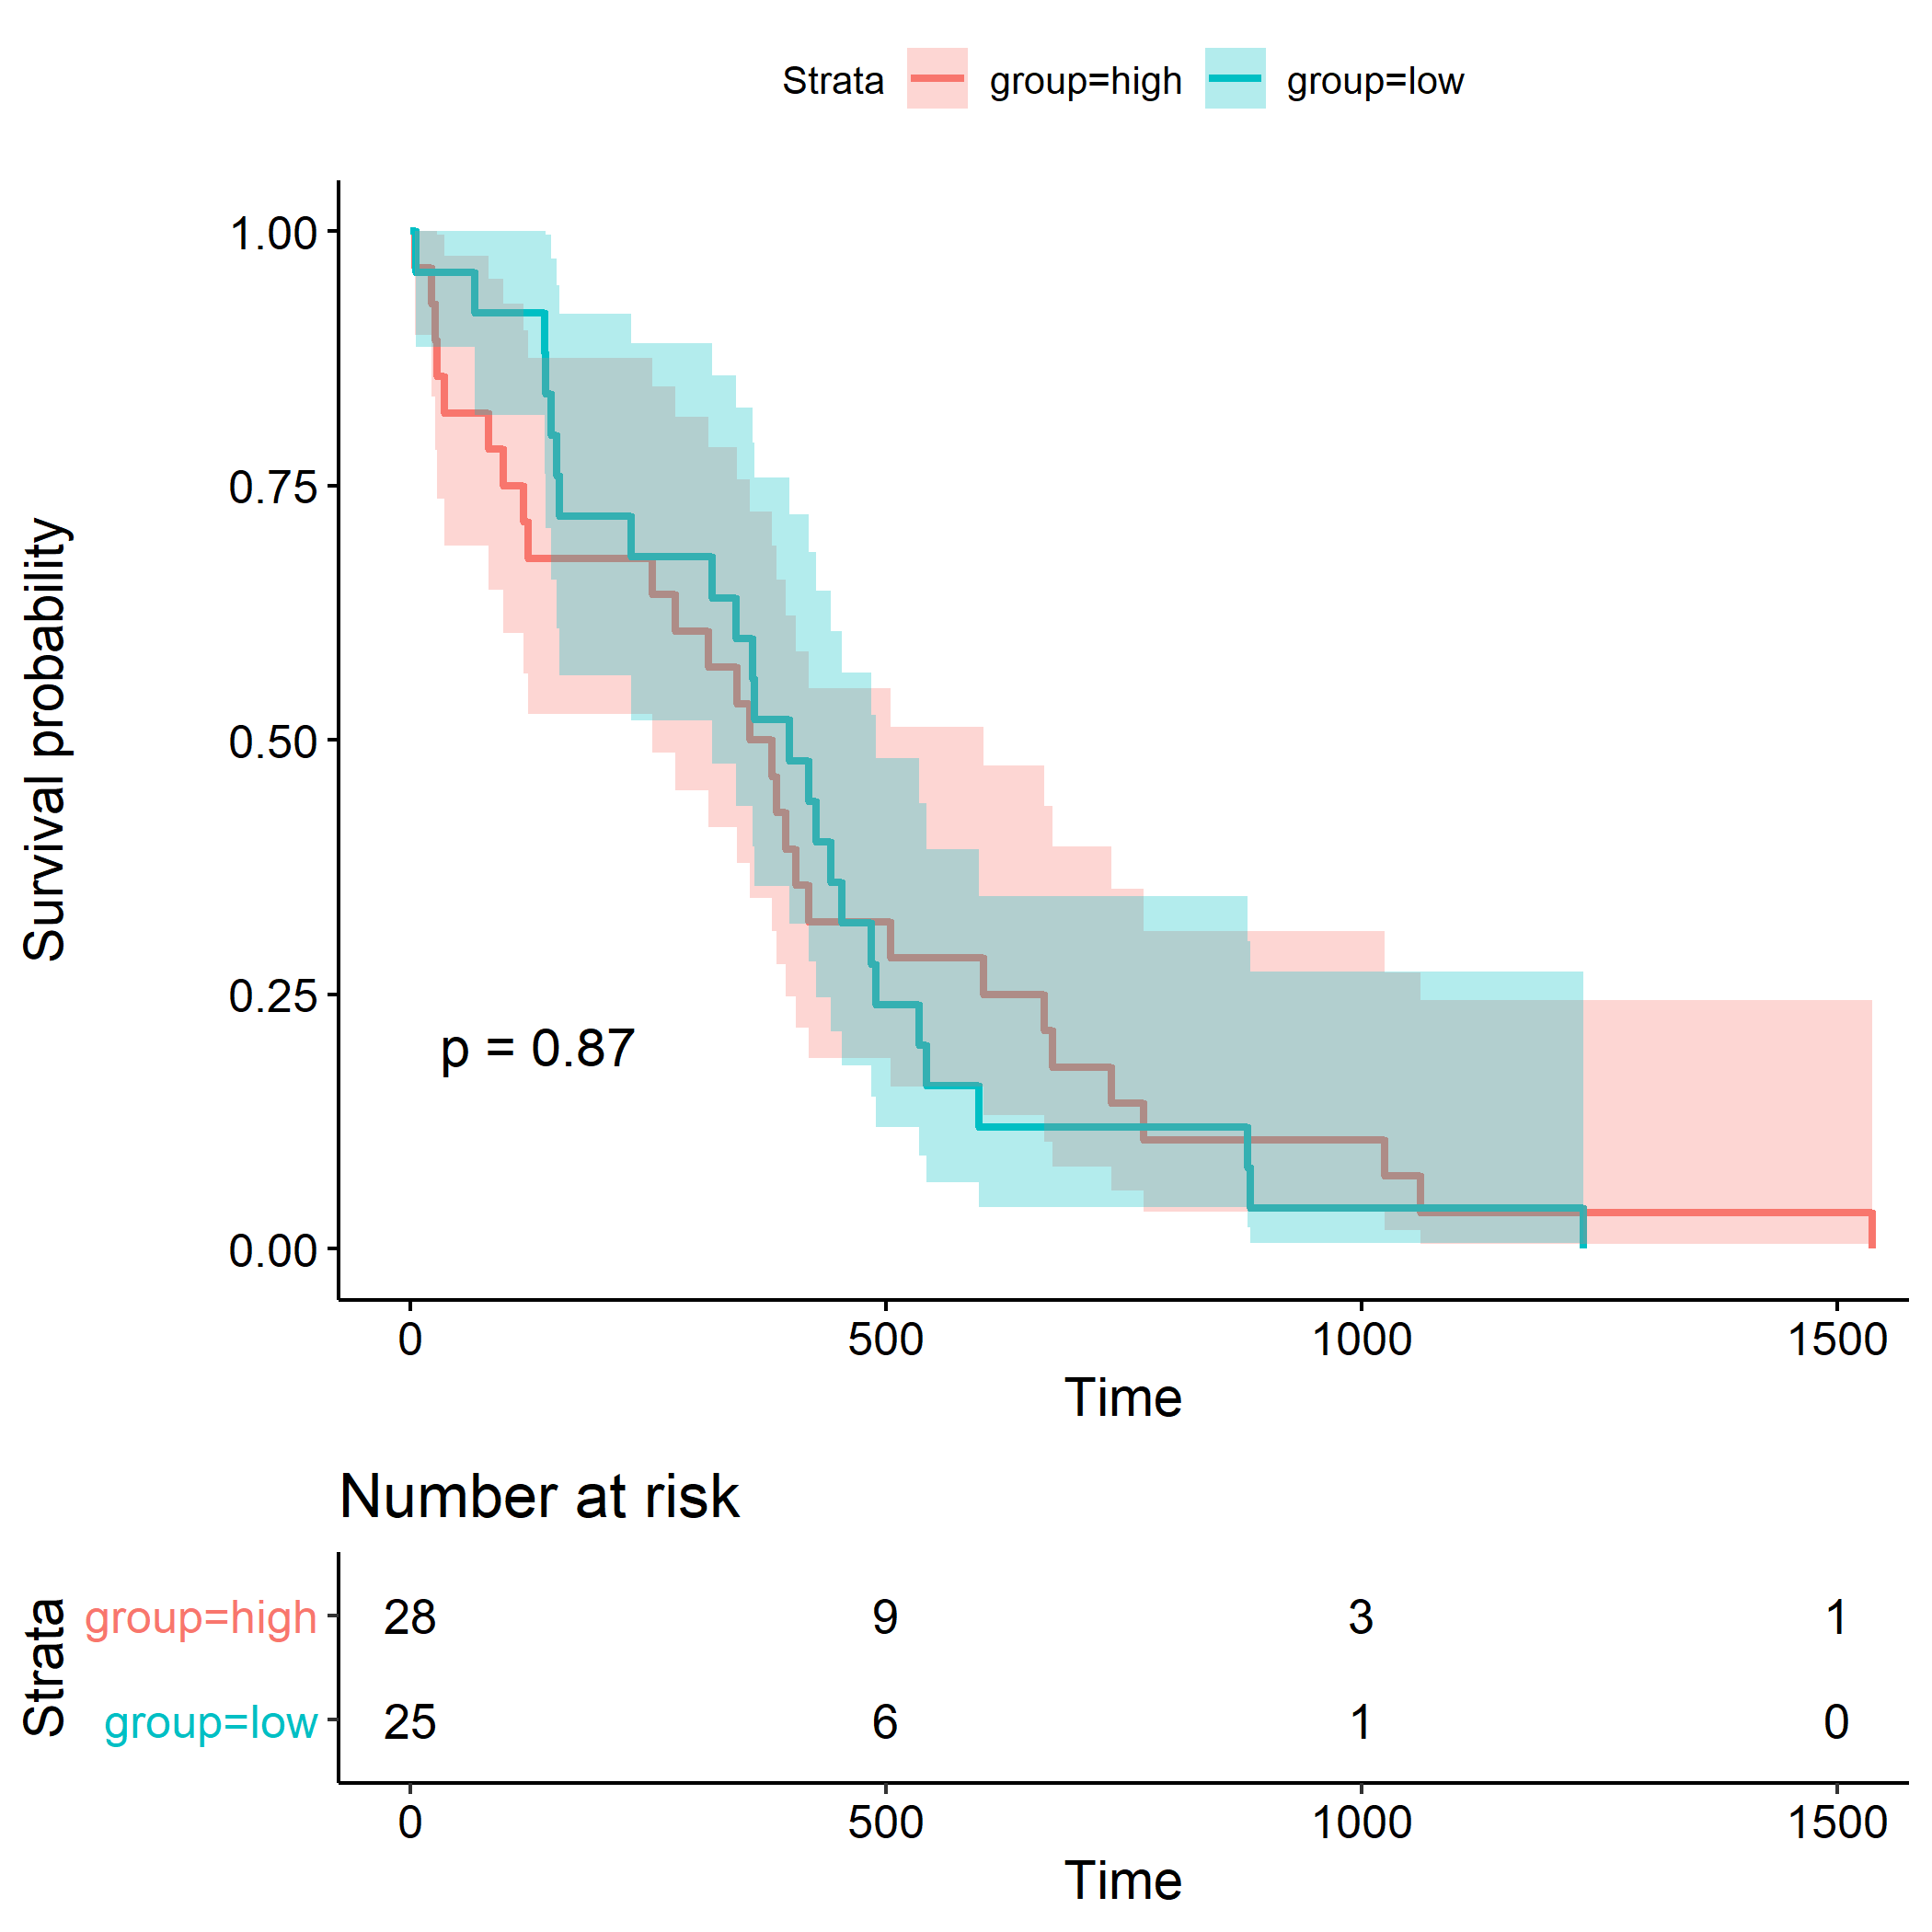 Strata group=high group=low
1.00
0.75
0.50
0.25
0.00
Survival probability
p = 0.87
0 500 1000 1500
Time
Number at risk
Strata
group=high 28 9 3 1
group=low 25 6 1 0
0 500 1000 1500
Time